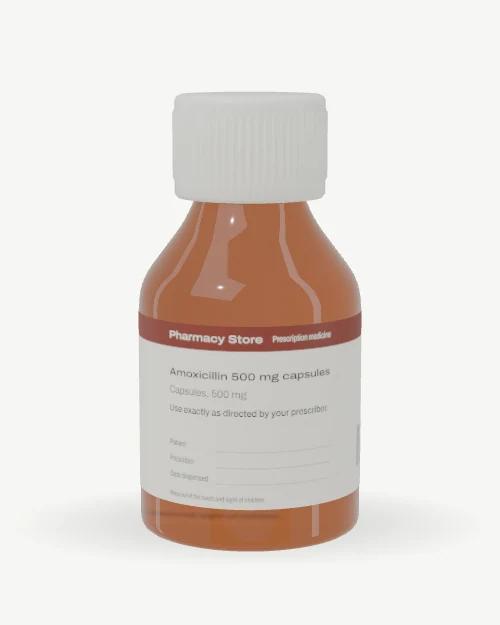 Pharmacy Store Prescription medicine
Amoxicillin 500 mg capsules
Capsules, 500 mg
Use exactly as directed by your prescriber.
Patient
Prescriber
Date dispensed
Keep out of the reach and sight of children.